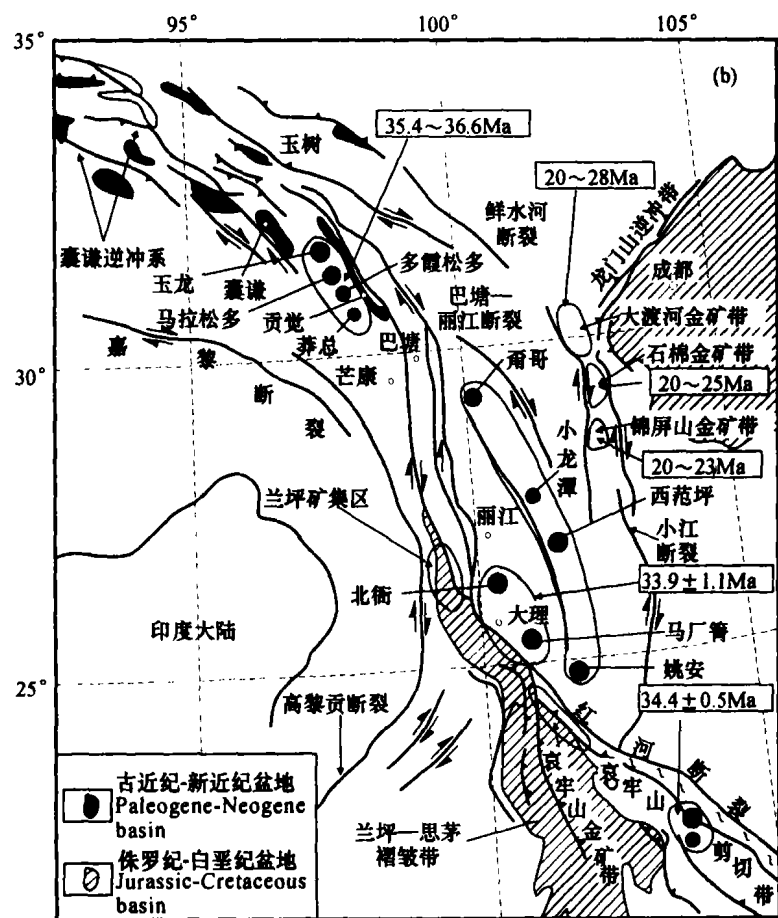 95°
100°
105°
35°
(b)
35.4~36.6Ma
玉树
20~28Ma
鲜水河
断裂
龙门山逆冲带
成都
囊谦逆冲系
玉龙
囊谦
多霞松多
马拉松多
贡觉
莽总
巴塘
巴塘—
丽江断裂
大渡河金矿带
石棉金矿带
20~25Ma
嘉黎断裂
芒康
30°
甭哥
锦屏山金矿带
20~23Ma
小龙潭
兰坪矿集区
丽江
西范坪
小江
断裂
北衙
33.9±1.1Ma
大理
印度大陆
马厂箐
姚安
25°
高黎贡断裂
34.4±0.5Ma
红河断裂
哀牢山金矿带
哀牢山剪切带
兰坪—思茅
褶皱带
古近纪-新近纪盆地
Paleogene-Neogene
basin
侏罗纪-白垩纪盆地
Jurassic-Cretaceous
basin